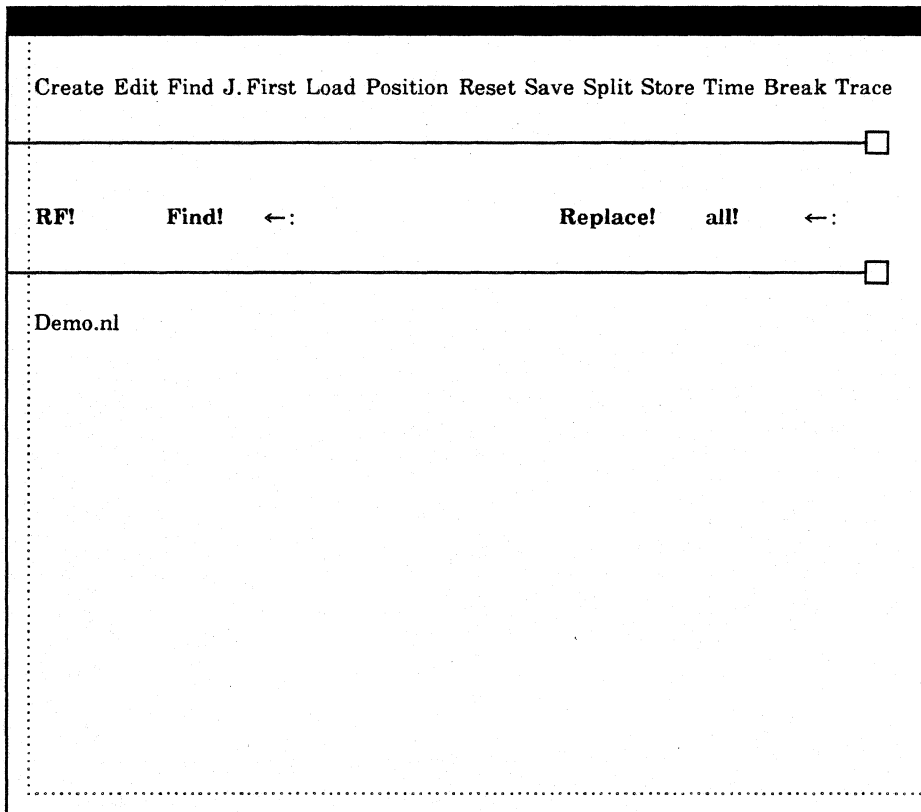 Create Edit Find J. First Load Position Reset Save Split Store Time Break Trace
RF! Find! ←: Replace! all! ←:
Demo.nl